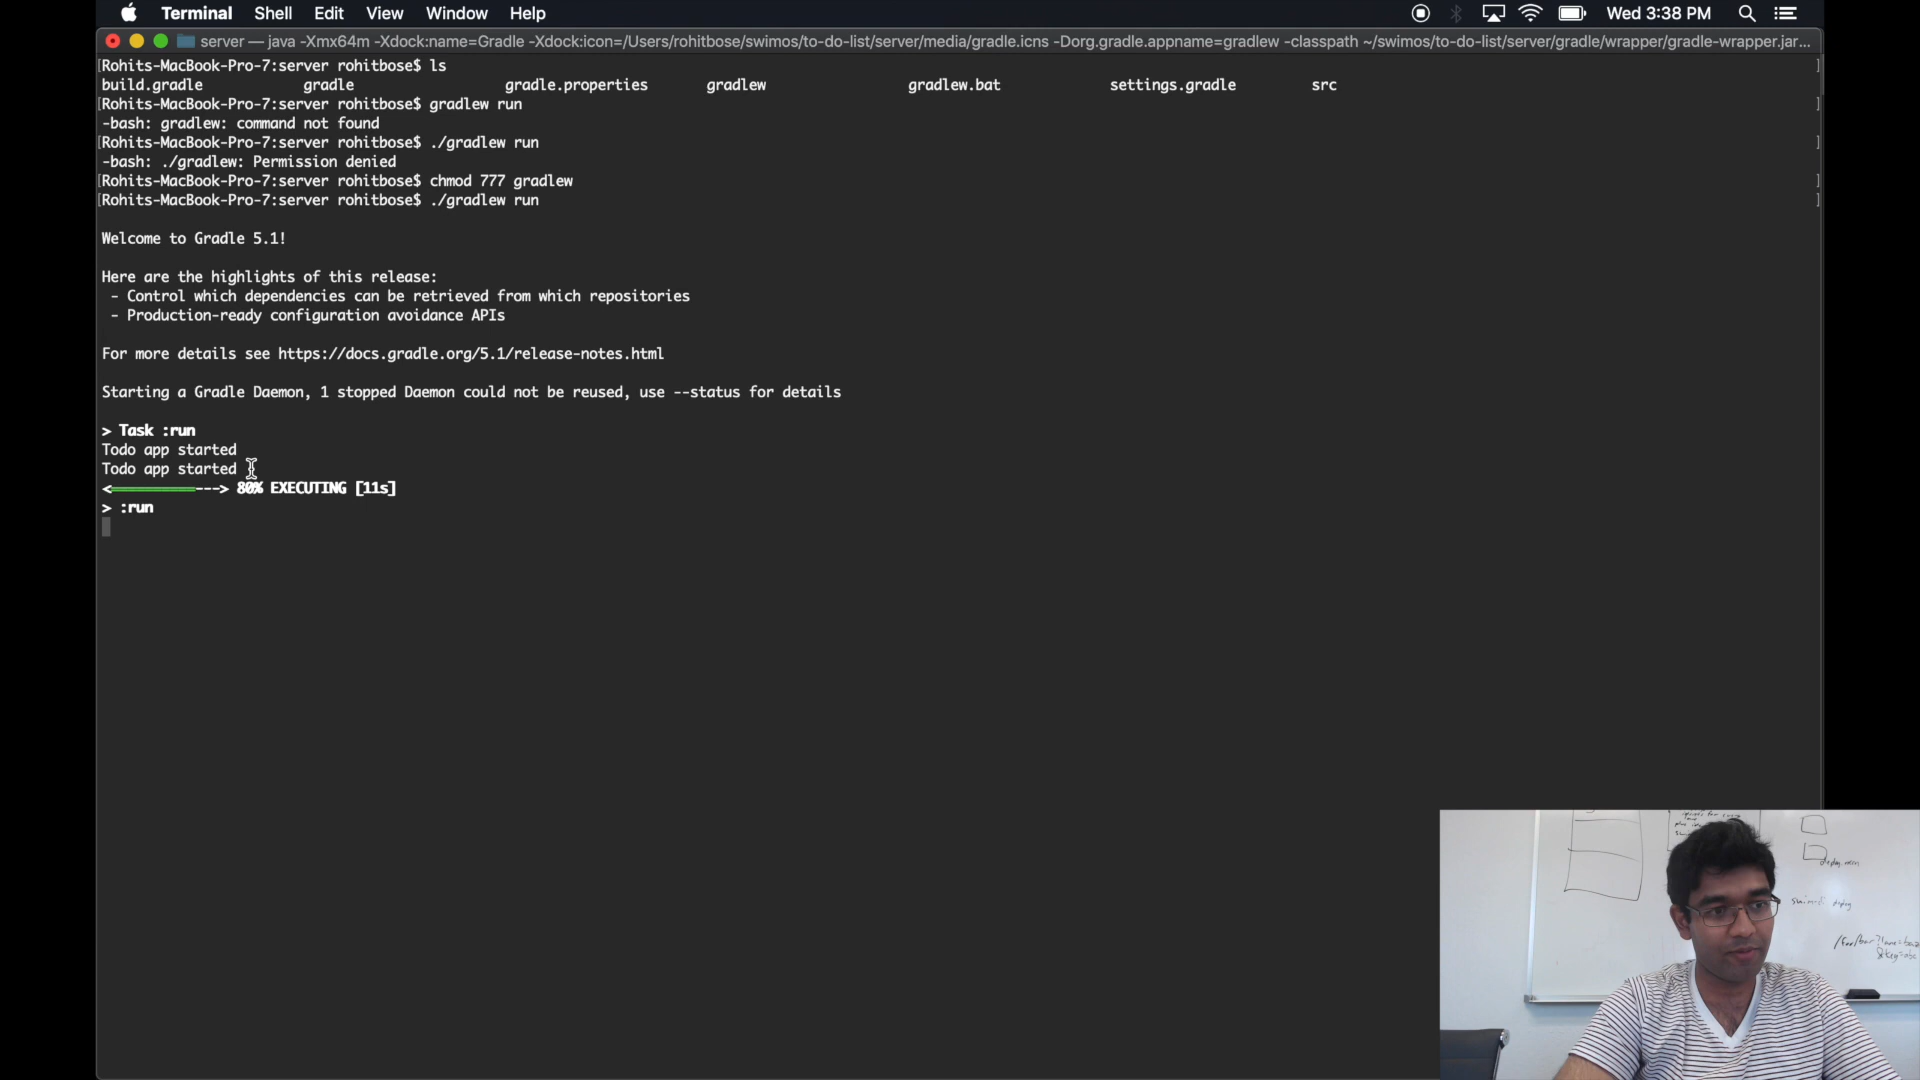 Terminal Shell Edit View Window Help Wed 3:38 PM
server — java -Xmx64m -Xdock:name=Gradle -Xdock:icon=/Users/rohitbose/swimos/to-do-list/server/media/gradle.icns -Dorg.gradle.appname=gradlew -classpath ~/swimos/to-do-list/server/gradle/wrapper/gradle-wrapper.jar...
[Rohits-MacBook-Pro-7:server rohitbose$ ls ]
build.gradle gradle gradle.properties gradlew gradlew.bat settings.gradle src
[Rohits-MacBook-Pro-7:server rohitbose$ gradlew run ]
-bash: gradlew: command not found
[Rohits-MacBook-Pro-7:server rohitbose$ ./gradlew run ]
-bash: ./gradlew: Permission denied
[Rohits-MacBook-Pro-7:server rohitbose$ chmod 777 gradlew ]
[Rohits-MacBook-Pro-7:server rohitbose$ ./gradlew run ]
Welcome to Gradle 5.1!
Here are the highlights of this release:
- Control which dependencies can be retrieved from which repositories
- Production-ready configuration avoidance APIs
For more details see https://docs.gradle.org/5.1/release-notes.html
Starting a Gradle Daemon, 1 stopped Daemon could not be reused, use --status for details
> Task :run
Todo app started
Todo app started
<=========---> 80% EXECUTING [11s]
> :run